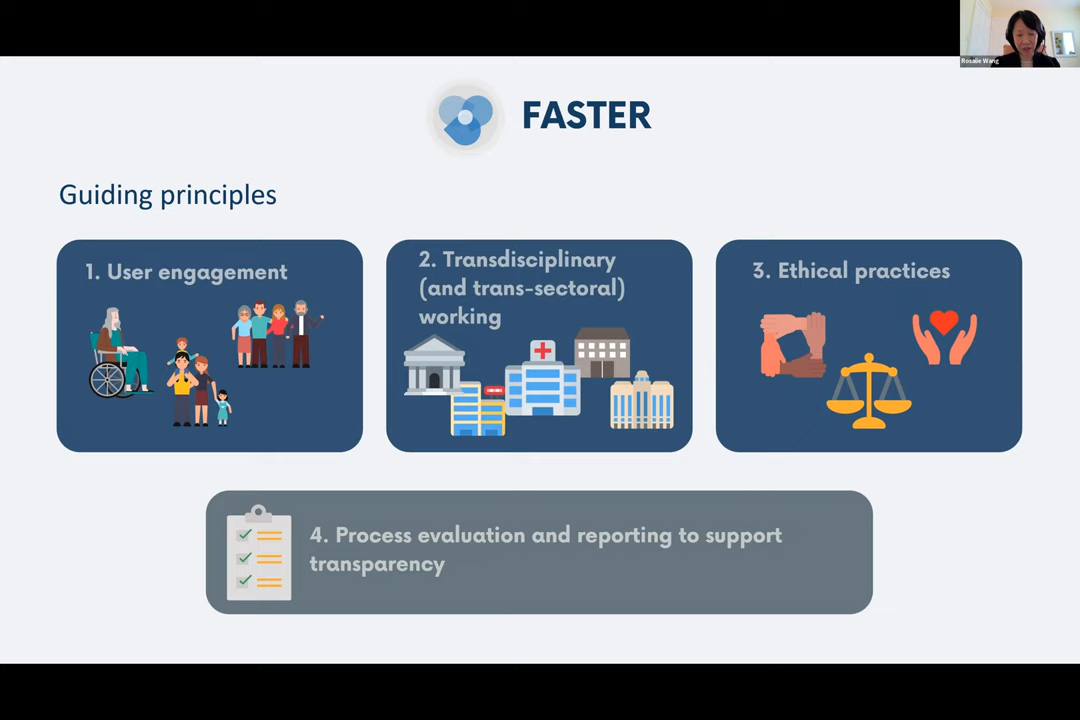 Rosalie Wang
FASTER
Guiding principles
1. User engagement
2. Transdisciplinary
(and trans-sectoral)
working
3. Ethical practices
4. Process evaluation and reporting to support
transparency